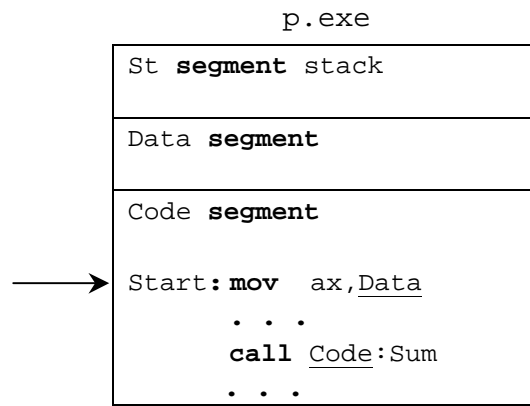 p.exe
St segment stack
Data segment
Code segment
Start: mov ax,Data
. . .
call Code:Sum
. . .